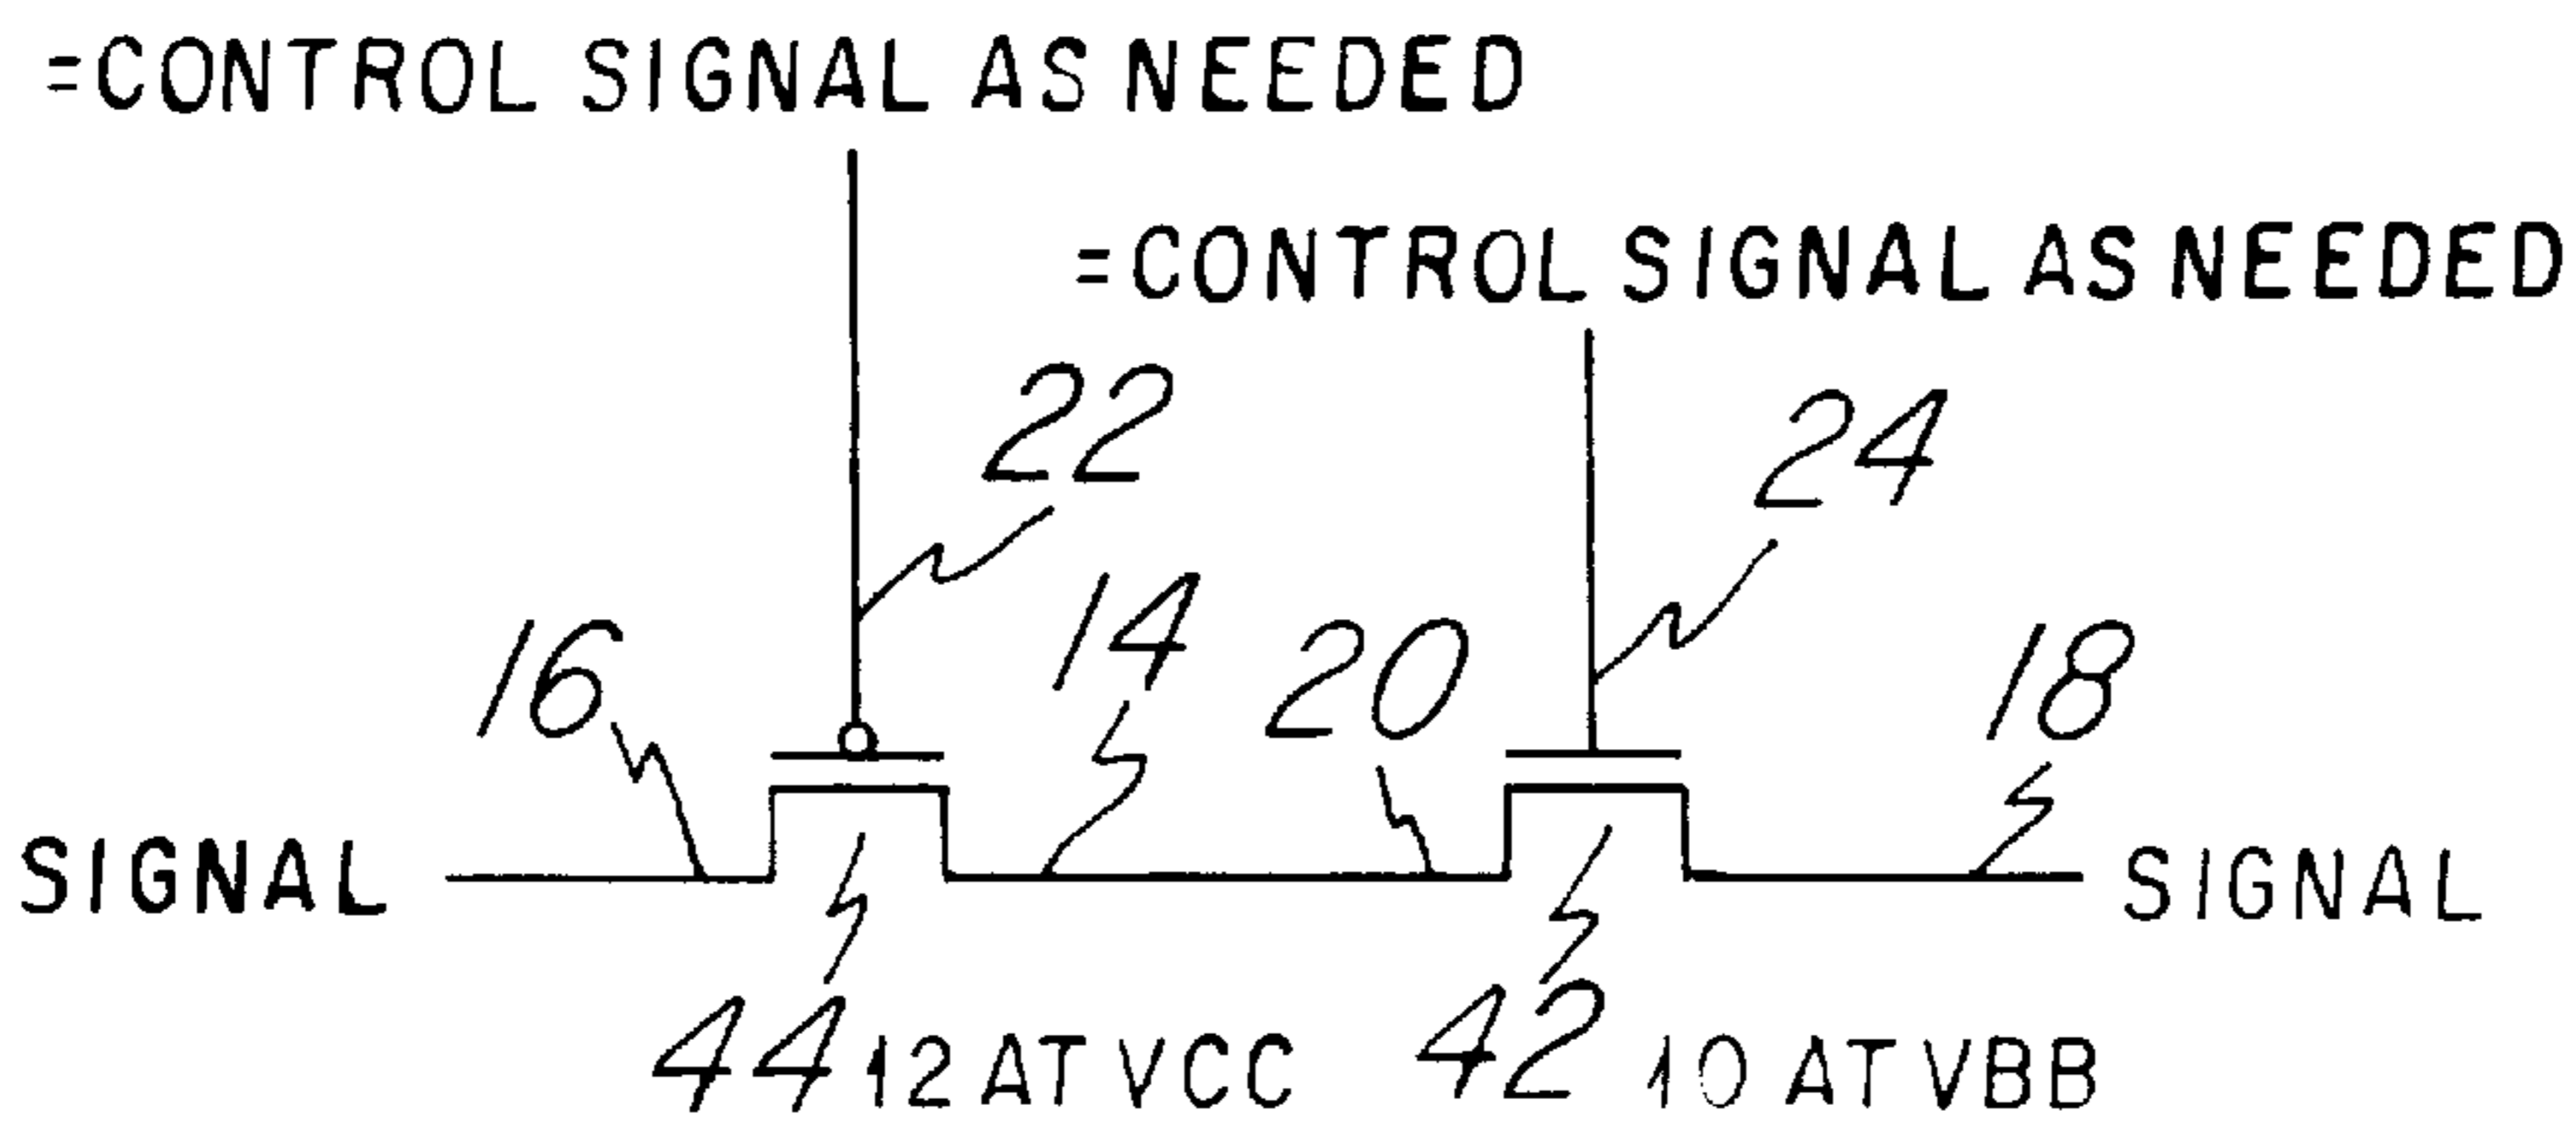 =CONTROL SIGNAL AS NEEDED
=CONTROL SIGNAL AS NEEDED
22
24
16
14
20
18
SIGNAL
SIGNAL
44 12 AT VCC
42 10 AT VBB